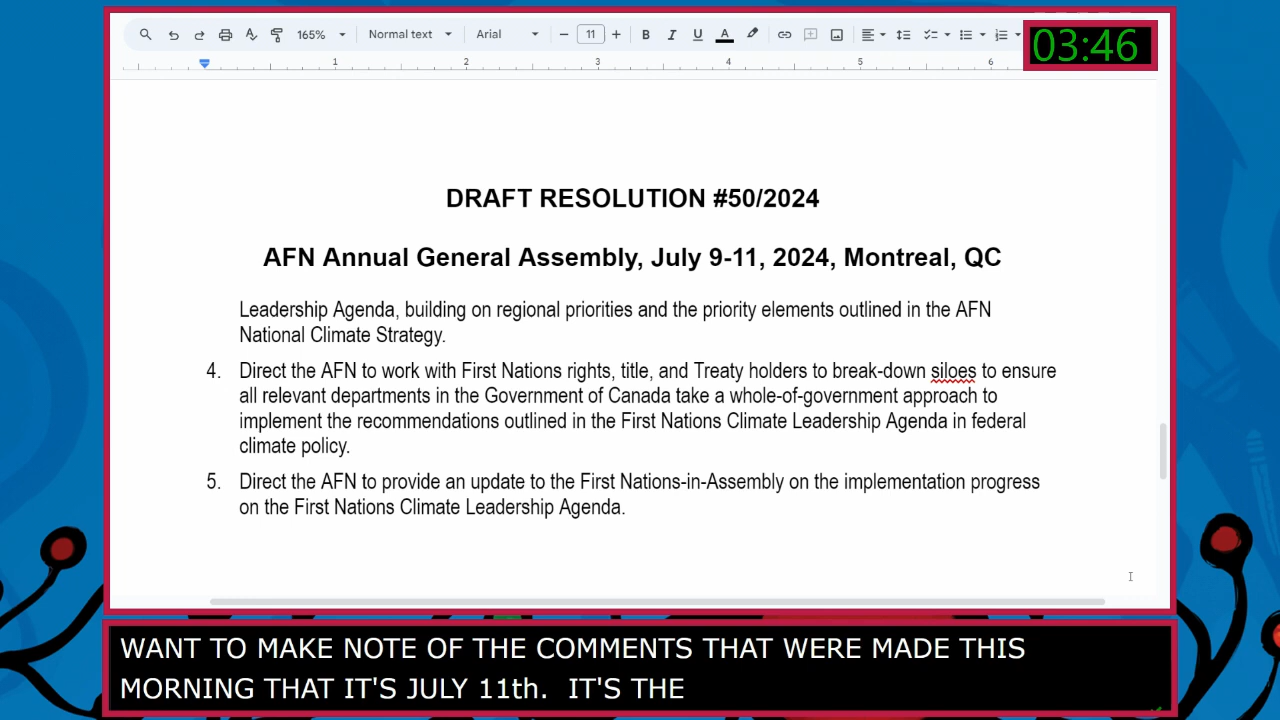 165% Normal text Arial 11 B I U A
03:46
1 2 3 4 5 6
DRAFT RESOLUTION #50/2024
AFN Annual General Assembly, July 9-11, 2024, Montreal, QC
Leadership Agenda, building on regional priorities and the priority elements outlined in the AFN
National Climate Strategy.
4. Direct the AFN to work with First Nations rights, title, and Treaty holders to break-down siloes to ensure
all relevant departments in the Government of Canada take a whole-of-government approach to
implement the recommendations outlined in the First Nations Climate Leadership Agenda in federal
climate policy.
5. Direct the AFN to provide an update to the First Nations-in-Assembly on the implementation progress
on the First Nations Climate Leadership Agenda.
WANT TO MAKE NOTE OF THE COMMENTS THAT WERE MADE THIS
MORNING THAT IT'S JULY 11th. IT'S THE